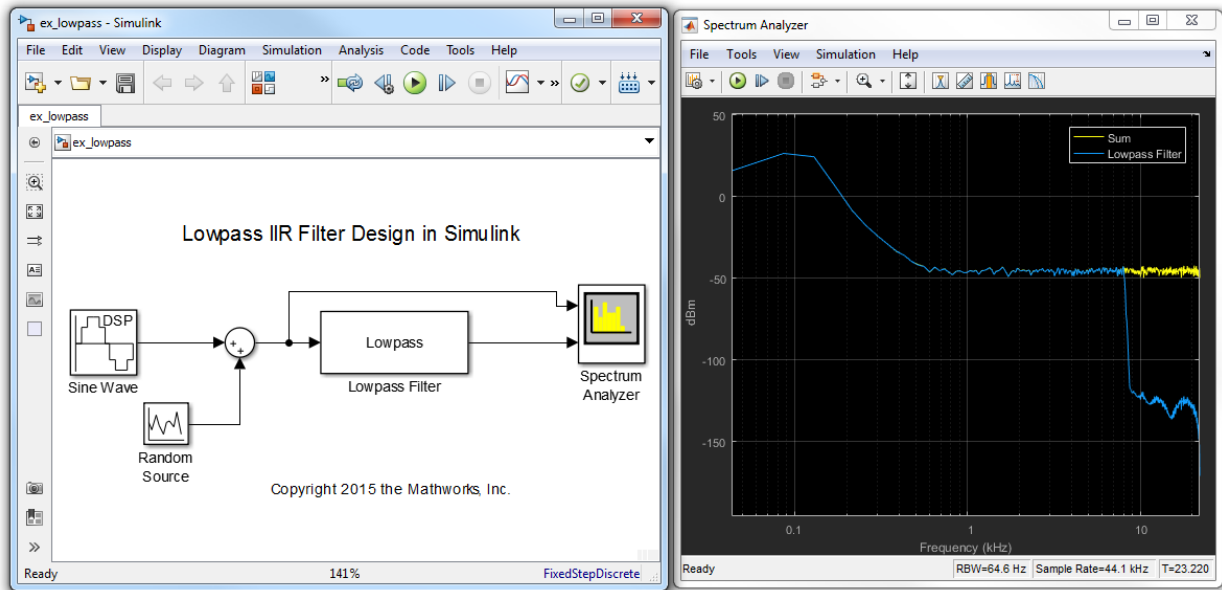 ex_lowpass - Simulink
File Edit View Display Diagram Simulation Analysis Code Tools Help
» »
ex_lowpass
ex_lowpass
Lowpass IIR Filter Design in Simulink
DSP
Sine Wave
+
+
Lowpass
Lowpass Filter
Spectrum
Analyzer
Random
Source
Copyright 2015 the Mathworks, Inc.
»
Ready 141% FixedStepDiscrete
Spectrum Analyzer
File Tools View Simulation Help
50
0
-50
-100
-150
dBm
Sum
Lowpass Filter
0.1 1 10
Frequency (kHz)
Ready RBW=64.6 Hz Sample Rate=44.1 kHz T=23.220